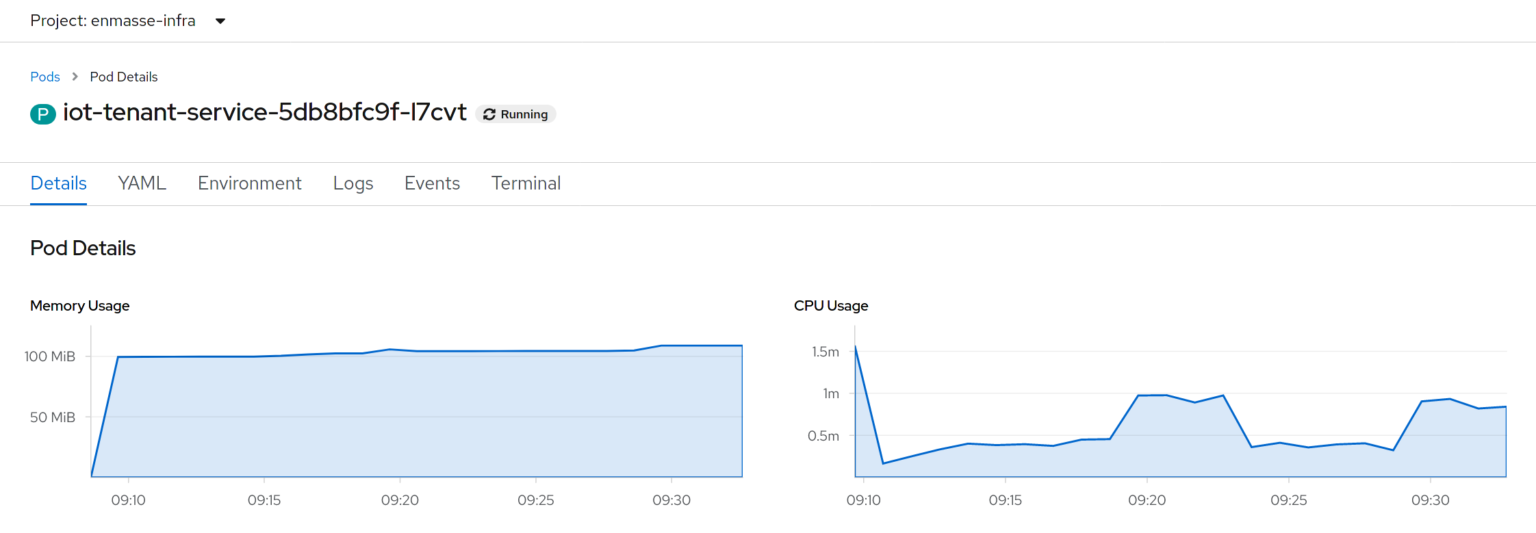 Project: enmasse-infra
Pods > Pod Details
P iot-tenant-service-5db8bfc9f-l7cvt Running
Details YAML Environment Logs Events Terminal
Pod Details
Memory Usage
100 MiB
50 MiB
09:10 09:15 09:20 09:25 09:30
CPU Usage
1.5m
1m
0.5m
09:10 09:15 09:20 09:25 09:30